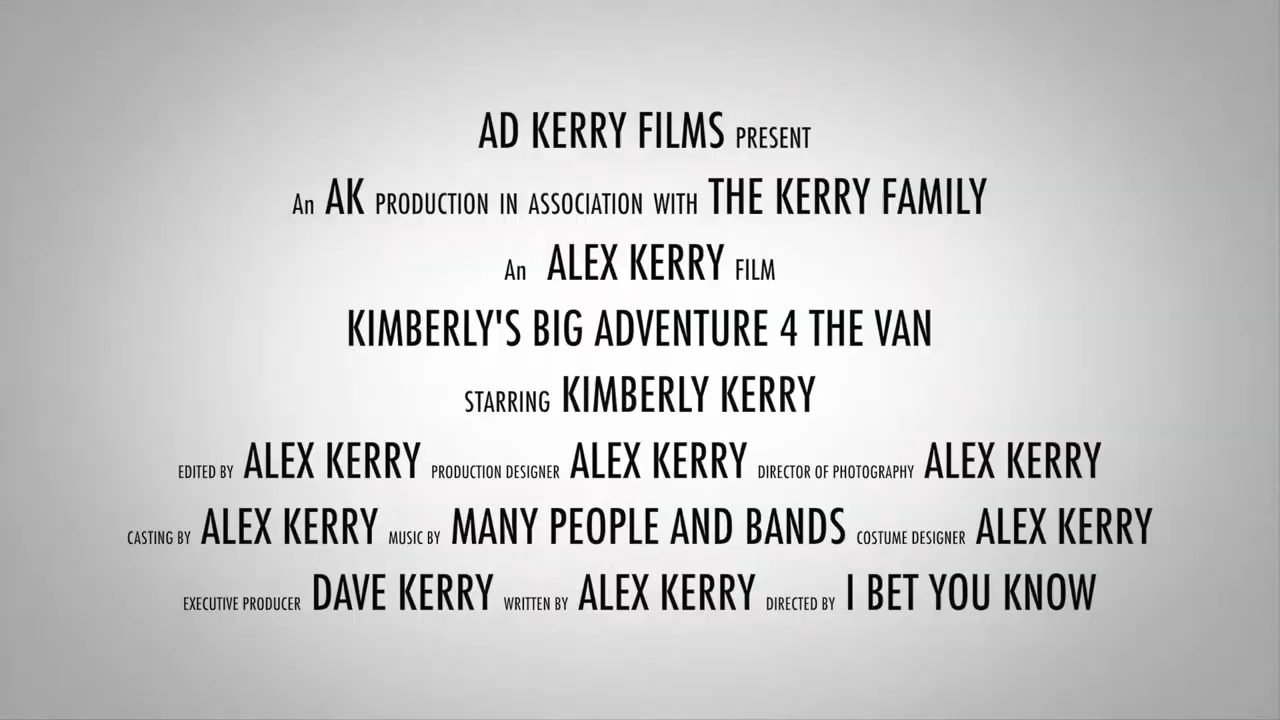 AD KERRY FILMS PRESENT
An AK PRODUCTION IN ASSOCIATION WITH THE KERRY FAMILY
An ALEX KERRY FILM
KIMBERLY'S BIG ADVENTURE 4 THE VAN
STARRING KIMBERLY KERRY
EDITED BY ALEX KERRY PRODUCTION DESIGNER ALEX KERRY DIRECTOR OF PHOTOGRAPHY ALEX KERRY
CASTING BY ALEX KERRY MUSIC BY MANY PEOPLE AND BANDS COSTUME DESIGNER ALEX KERRY
EXECUTIVE PRODUCER DAVE KERRY WRITTEN BY ALEX KERRY DIRECTED BY I BET YOU KNOW